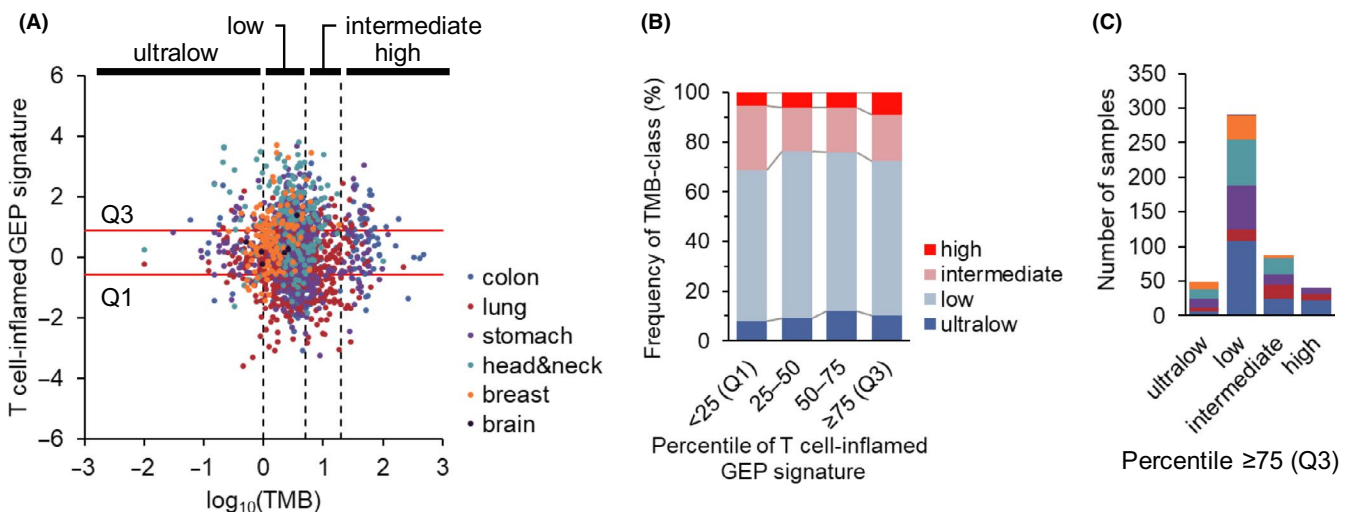 (A)
ultralow
low
intermediate
high
T cell-inflamed GEP signature
6
4
2
0
−2
−4
−6
Q3
Q1
−3 −2 −1 0 1 2 3
log10(TMB)
colon
lung
stomach
head&neck
breast
brain
(B)
Frequency of TMB-class (%)
100
80
60
40
20
0
<25 (Q1)
25–50
50–75
≥75 (Q3)
Percentile of T cell-inflamed
GEP signature
high
intermediate
low
ultralow
(C)
Number of samples
350
300
250
200
150
100
50
0
ultralow
low
intermediate
high
Percentile ≥75 (Q3)